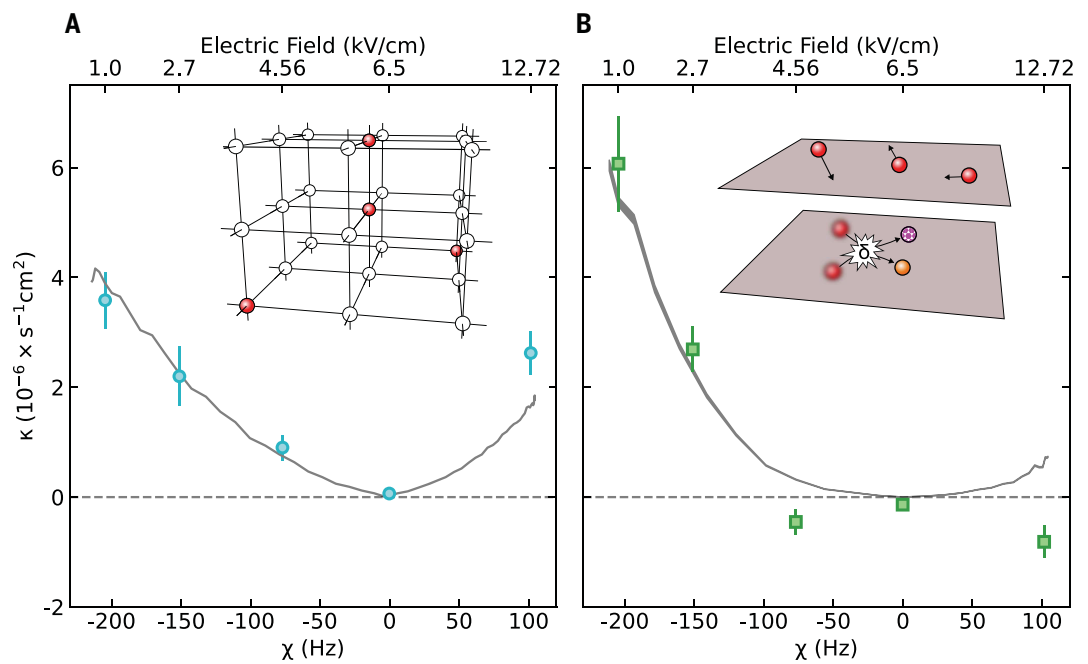 A
Electric Field (kV/cm)
1.0 2.7 4.56 6.5 12.72
κ (10⁻⁶ × s⁻¹cm²)
6
4
2
0
-2
-200 -150 -100 -50 0 50 100
χ (Hz)
B
Electric Field (kV/cm)
1.0 2.7 4.56 6.5 12.72
δ
-200 -150 -100 -50 0 50 100
χ (Hz)